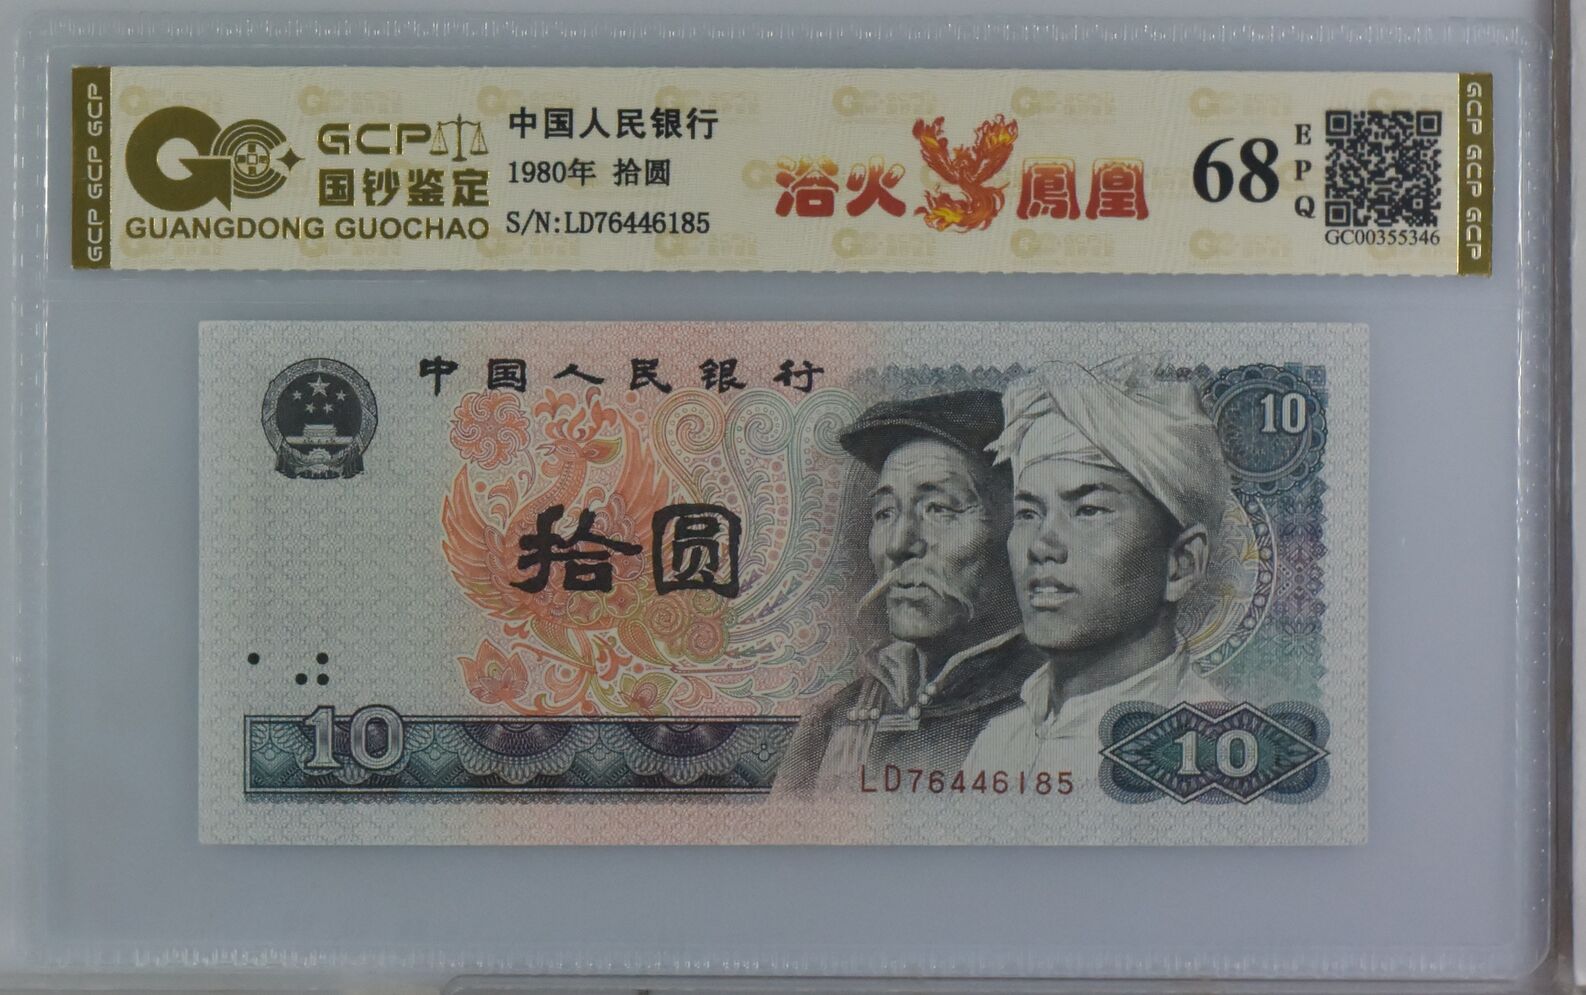 GCP GCP GCP
GCP
国钞鉴定
GUANGDONG GUOCHAO
中国人民银行
1980年 拾圆
S/N:LD76446185
浴火鳳凰
68
EPQ
GC00355346
GCP GCP GCP
中国人民银行
10
拾圆
10
LD76446185
10